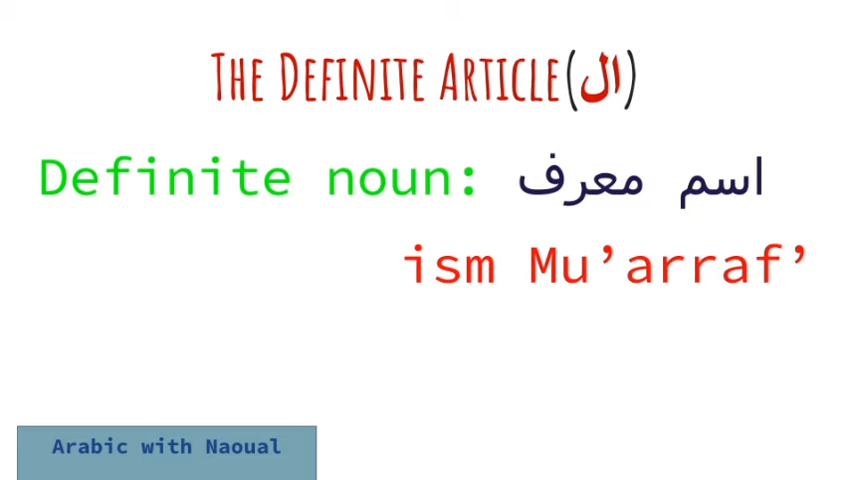 The Definite Article(ال)
Definite noun: اسم معرف
ism Mu’arraf’
Arabic with Naoual